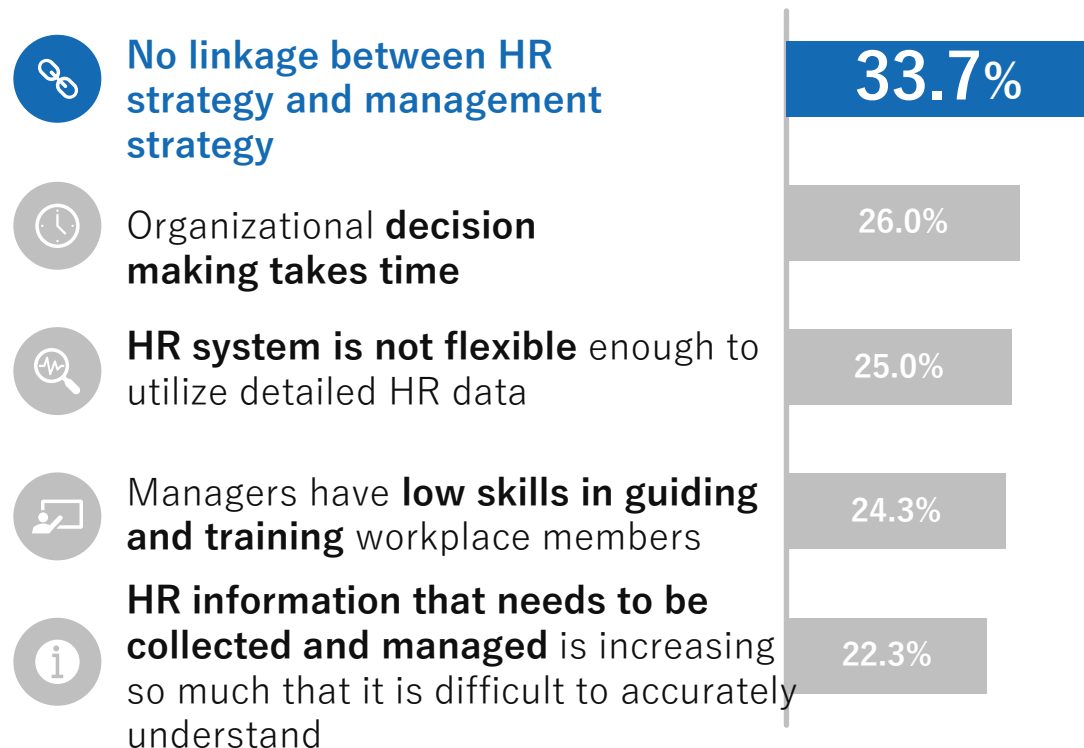 No linkage between HR
strategy and management
strategy
33.7%
Organizational decision
making takes time
26.0%
HR system is not flexible enough to
utilize detailed HR data
25.0%
Managers have low skills in guiding
and training workplace members
24.3%
HR information that needs to be
collected and managed is increasing
so much that it is difficult to accurately
understand
22.3%